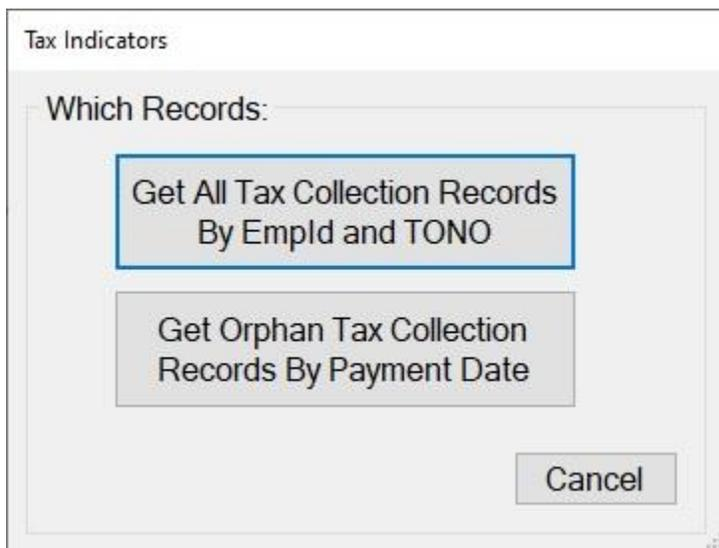 Tax Indicators
Which Records:
Get All Tax Collection Records
By EmpId and TONO
Get Orphan Tax Collection
Records By Payment Date
Cancel